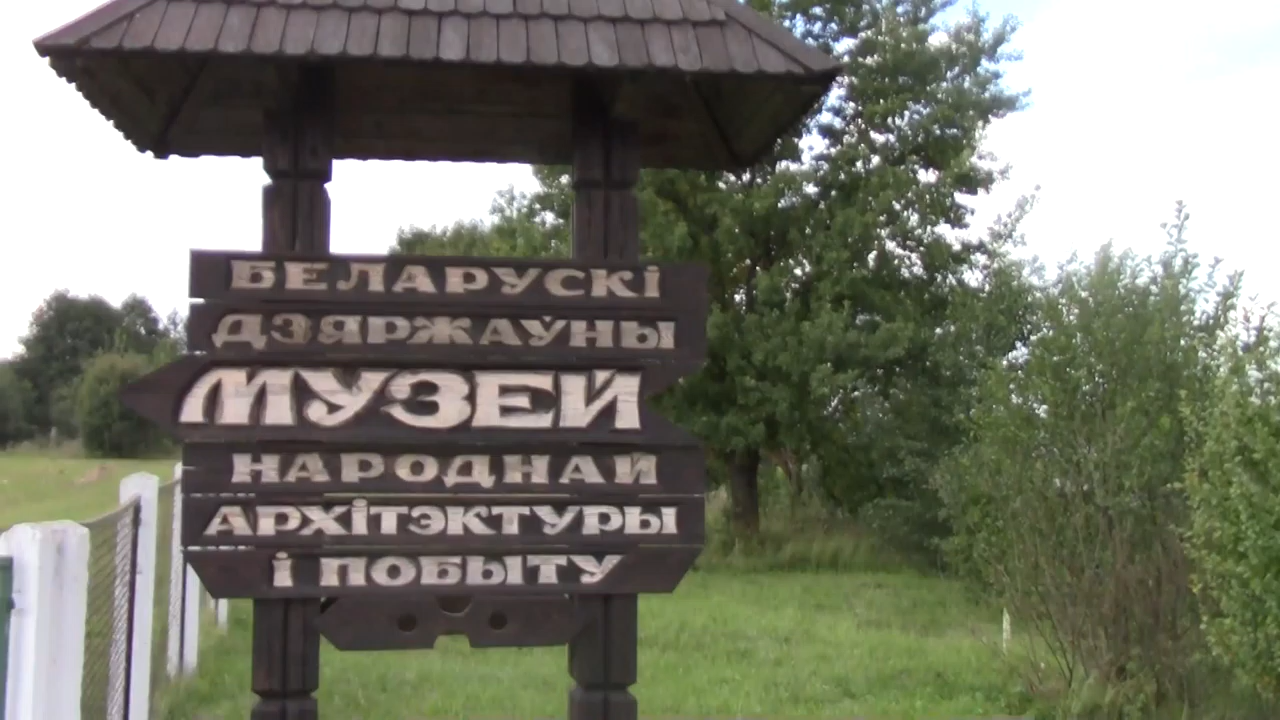 БЕЛАРУСКІ
ДЗЯРЖАЎНЫ
МУЗЕЙ
НАРОДНАЙ
АРХІТЭКТУРЫ
І ПОБЫТУ